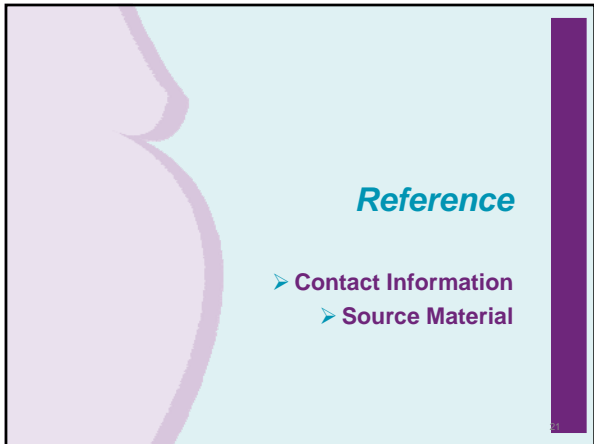 Reference
➢ Contact Information
➢ Source Material
21